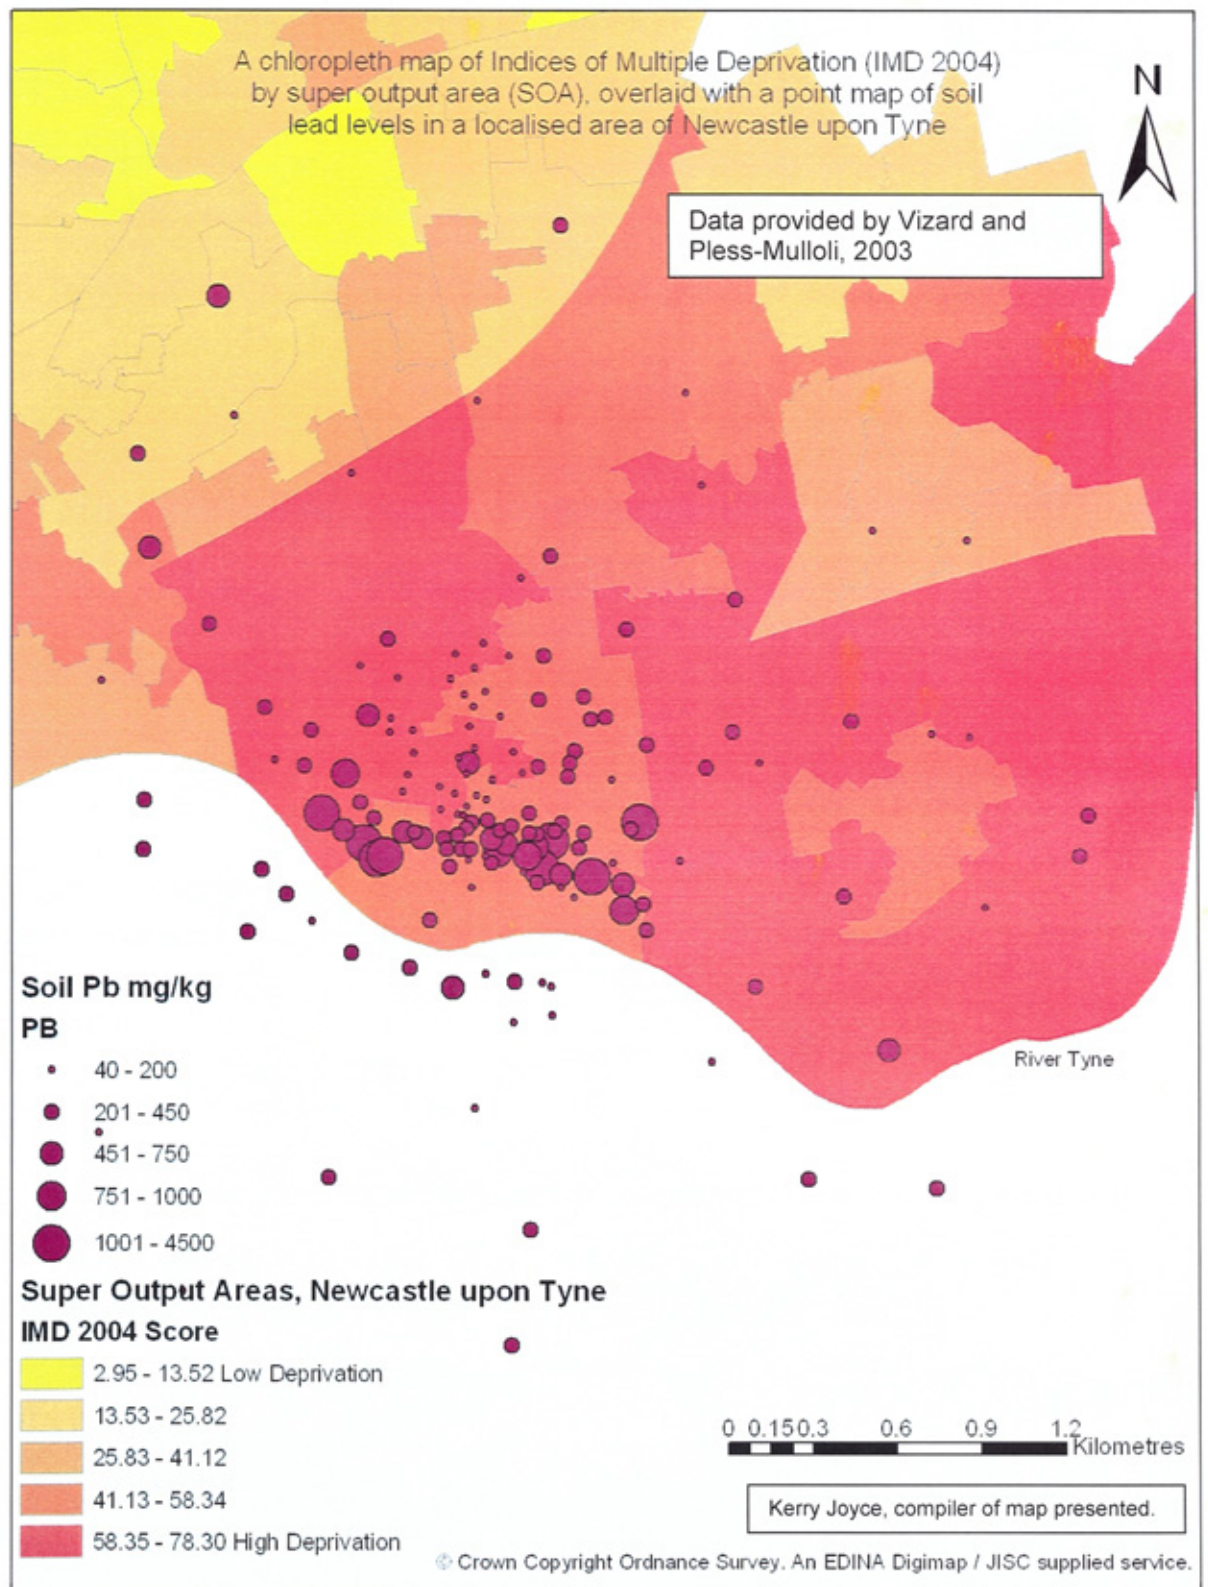 A chloropleth map of Indices of Multiple Deprivation (IMD 2004)
by super output area (SOA), overlaid with a point map of soil
lead levels in a localised area of Newcastle upon Tyne
N
Data provided by Vizard and
Pless-Mulloli, 2003
Soil Pb mg/kg
PB
40 - 200
201 - 450
451 - 750
751 - 1000
1001 - 4500
River Tyne
Super Output Areas, Newcastle upon Tyne
IMD 2004 Score
2.95 - 13.52 Low Deprivation
13.53 - 25.82
25.83 - 41.12
41.13 - 58.34
58.35 - 78.30 High Deprivation
0 0.15 0.3 0.6 0.9 1.2
Kilometres
Kerry Joyce, compiler of map presented.
© Crown Copyright Ordnance Survey. An EDINA Digimap / JISC supplied service.